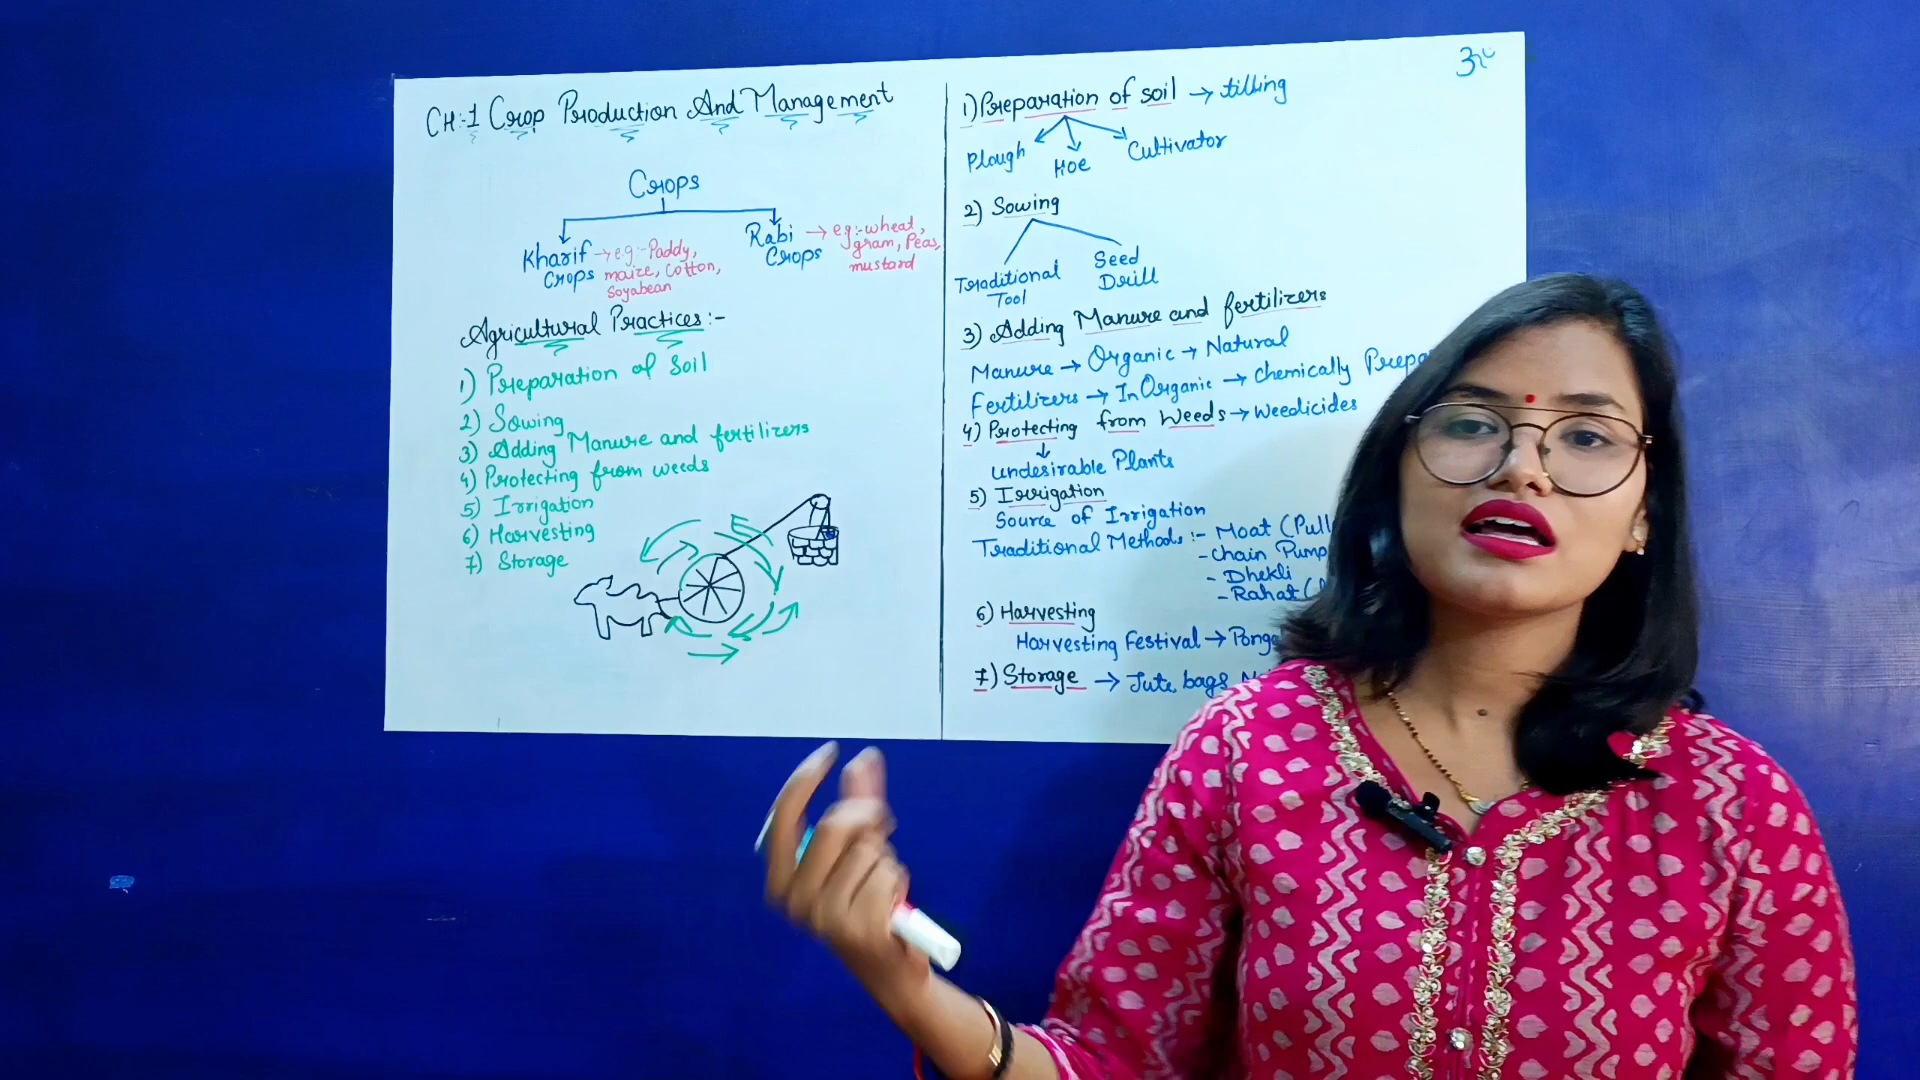 CH:-1 Crop Production And Management
Crops
Kharif → eg:- Paddy,
Crops maize, Cotton,
Soyabean
Rabi → eg:- wheat,
Crops gram, Peas,
mustard
Agricultural Practices:-
1) Preparation of Soil
2) Sowing
3) Adding Manure and fertilizers
4) Protecting from weeds
5) Irrigation
6) Harvesting
7) Storage
1) Preparation of soil → tilling
Plough Hoe Cultivator
2) Sowing
Traditional Tool
Seed Drill
3) Adding Manure and fertilizers
Manure → Organic → Natural
Fertilizers → InOrganic → Chemically Prepa
4) Protecting from Weeds → Weedicides
↓
undesirable Plants
5) Irrigation
Source of Irrigation
Traditional Methods :- Moat (Pull
- Chain Pump
- Dhekli
- Rahat (
6) Harvesting
Harvesting Festival → Ponga
7) Storage → Jute bags